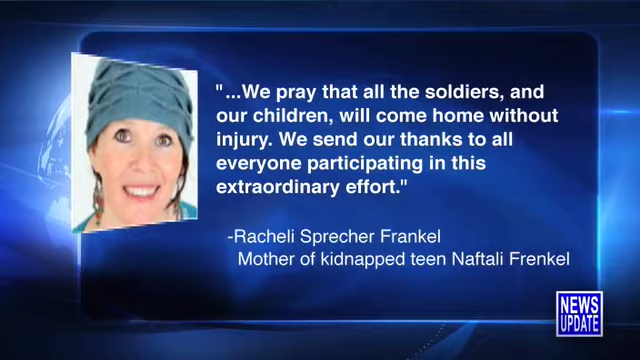 "...We pray that all the soldiers, and
our children, will come home without
injury. We send our thanks to all
everyone participating in this
extraordinary effort."
-Racheli Sprecher Frankel
Mother of kidnapped teen Naftali Frenkel
NEWS
UPDATE